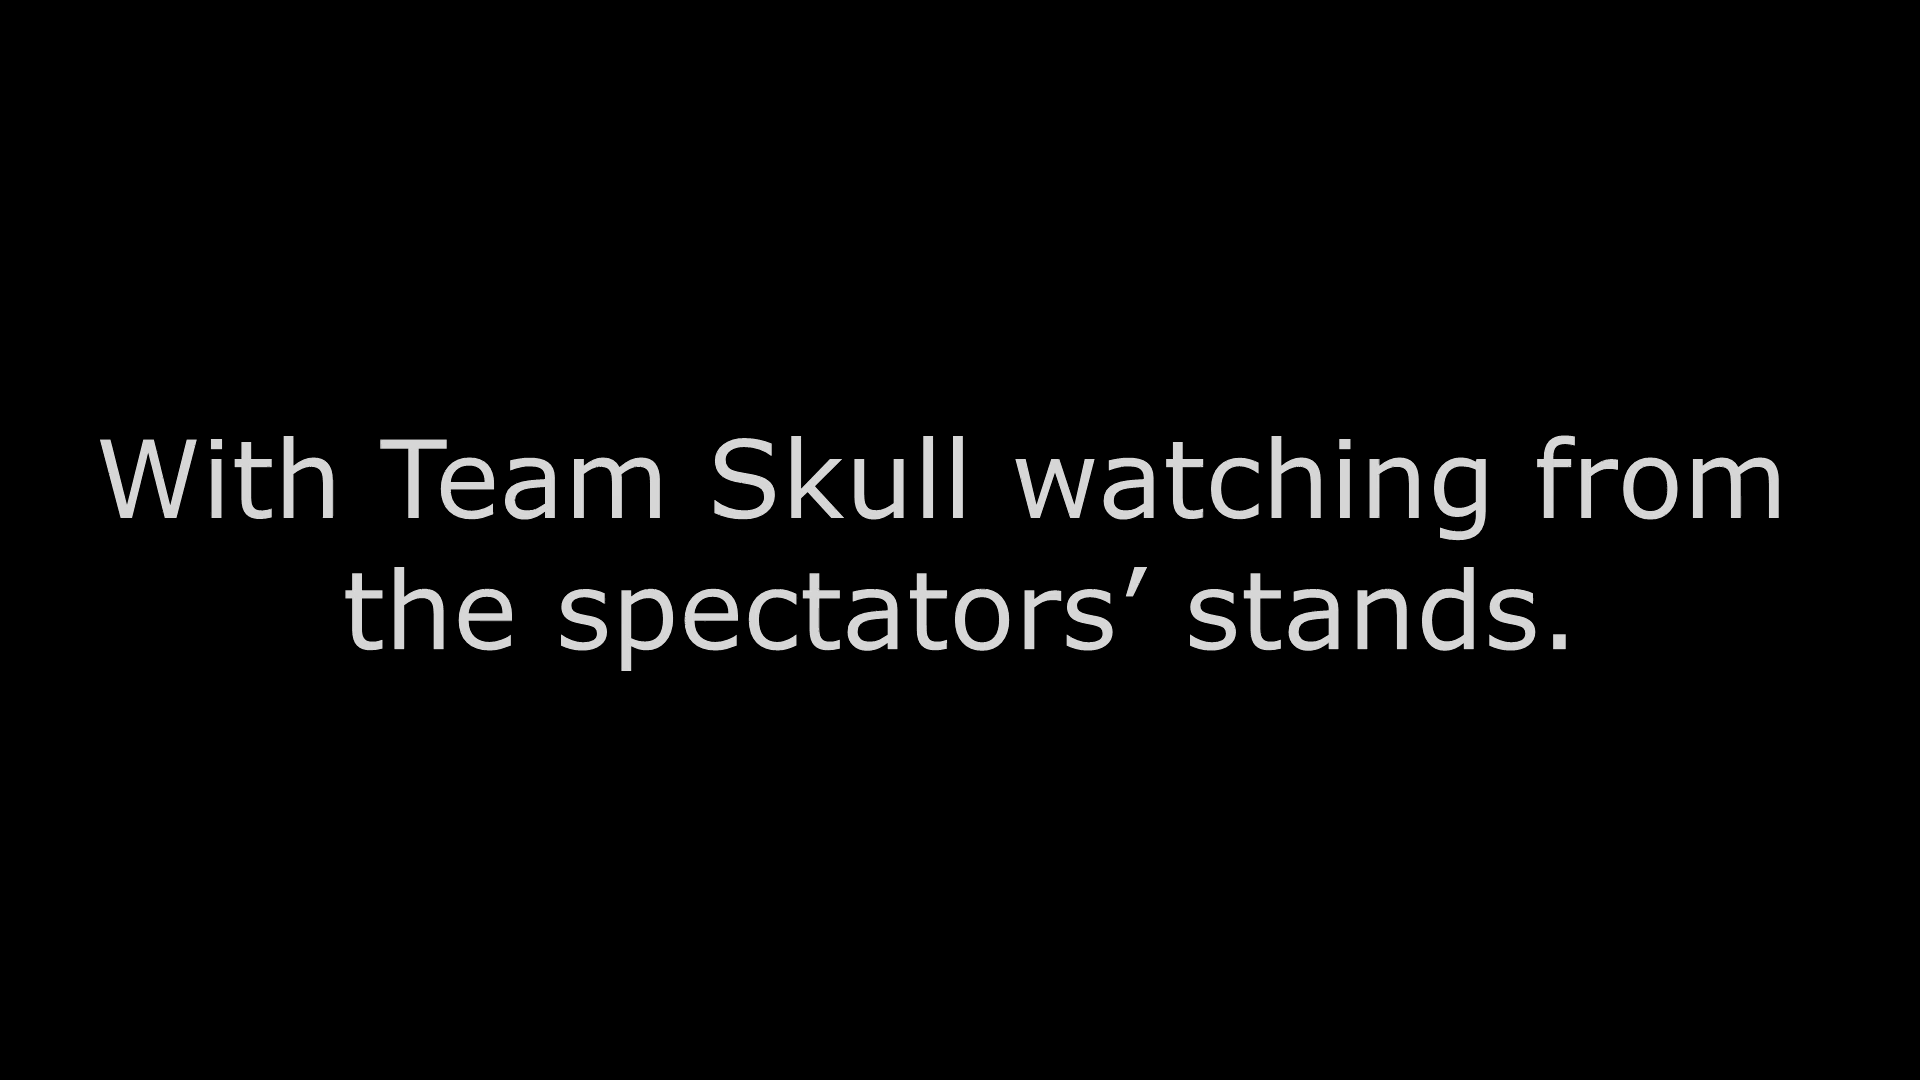 With Team Skull watching from
the spectators’ stands.